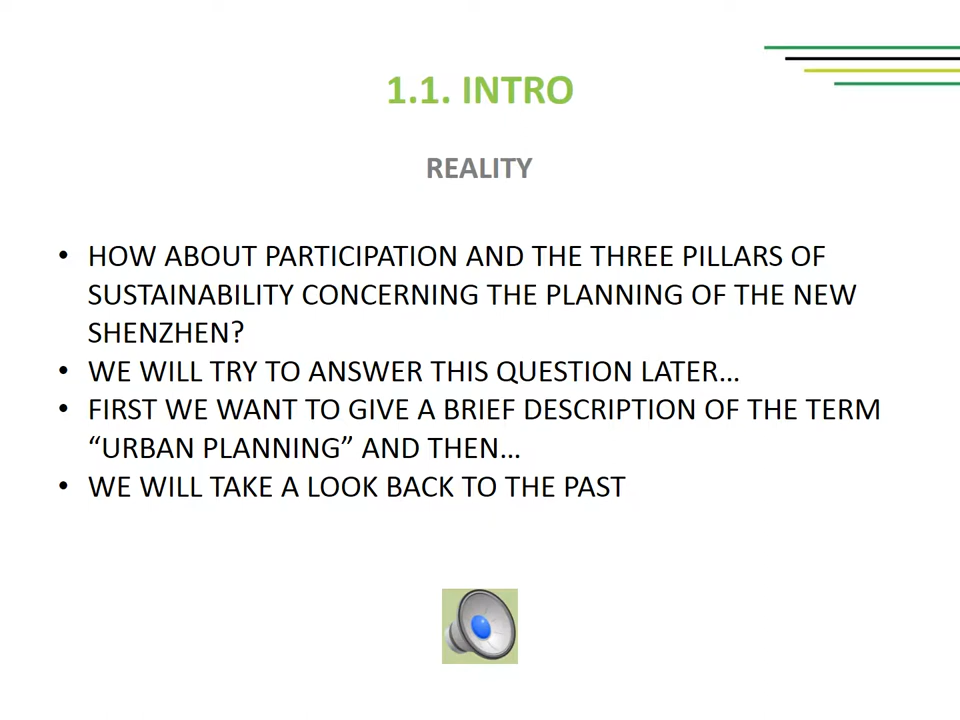 1.1. INTRO
REALITY
• HOW ABOUT PARTICIPATION AND THE THREE PILLARS OF
SUSTAINABILITY CONCERNING THE PLANNING OF THE NEW
SHENZHEN?
• WE WILL TRY TO ANSWER THIS QUESTION LATER…
• FIRST WE WANT TO GIVE A BRIEF DESCRIPTION OF THE TERM
“URBAN PLANNING” AND THEN…
• WE WILL TAKE A LOOK BACK TO THE PAST